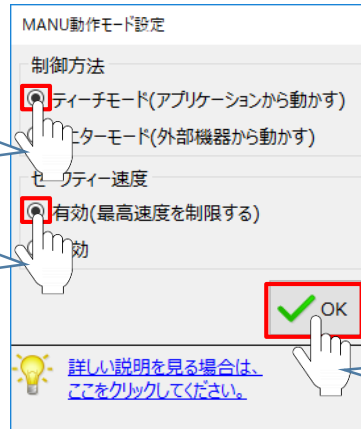 MANU動作モード設定
制御方法
ティーチモード(アプリケーションから動かす)
ニターモード(外部機器から動かす)
セーフティー速度
有効(最高速度を制限する)
効
OK
詳しい説明を見る場合は、
ここをクリックしてください。